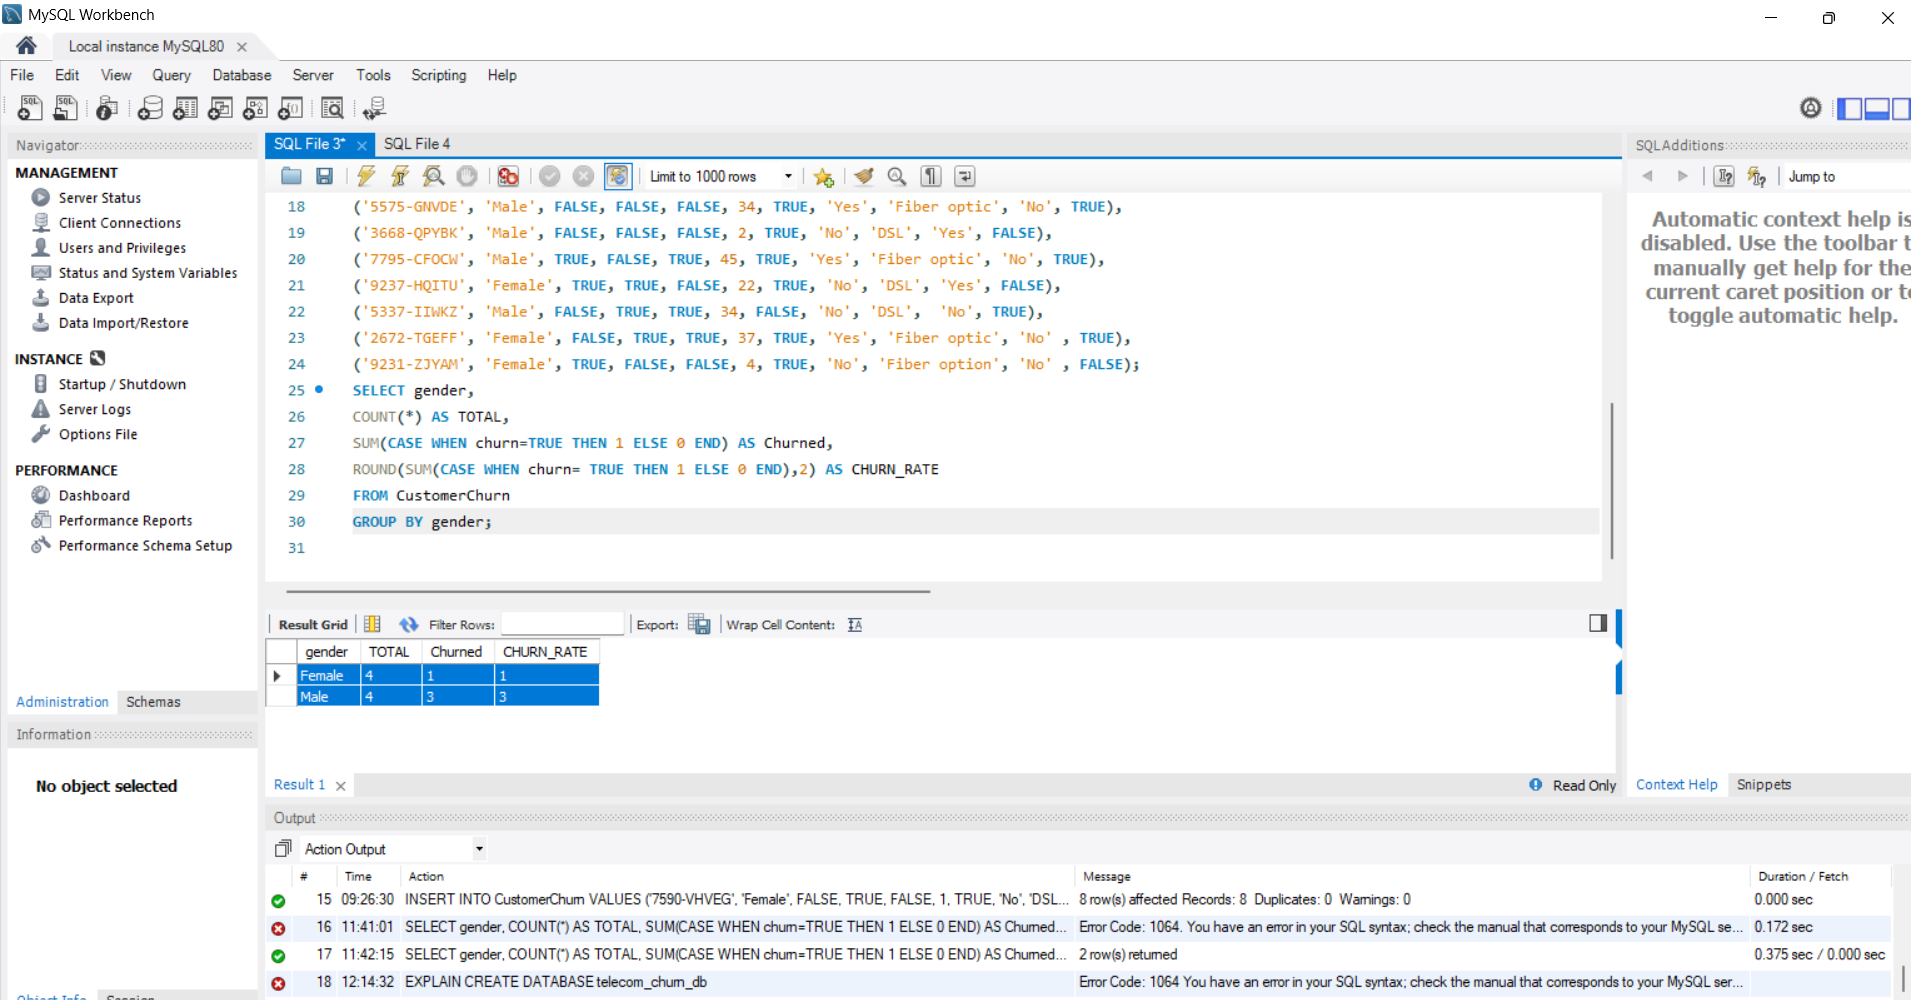 MySQL Workbench
Local instance MySQL80
File Edit View Query Database Server Tools Scripting Help
Navigator
MANAGEMENT
Server Status
Client Connections
Users and Privileges
Status and System Variables
Data Export
Data Import/Restore
INSTANCE
Startup / Shutdown
Server Logs
Options File
PERFORMANCE
Dashboard
Performance Reports
Performance Schema Setup
Administration Schemas
Information
No object selected
Object Info Session
SQL File 3* SQL File 4
Limit to 1000 rows
18 ('5575-GNVDE', 'Male', FALSE, FALSE, FALSE, 34, TRUE, 'Yes', 'Fiber optic', 'No', TRUE),
19 ('3668-QPYBK', 'Male', FALSE, FALSE, FALSE, 2, TRUE, 'No', 'DSL', 'Yes', FALSE),
20 ('7795-CFOCW', 'Male', TRUE, FALSE, TRUE, 45, TRUE, 'Yes', 'Fiber optic', 'No', TRUE),
21 ('9237-HQITU', 'Female', TRUE, TRUE, FALSE, 22, TRUE, 'No', 'DSL', 'Yes', FALSE),
22 ('5337-IIWKZ', 'Male', FALSE, TRUE, TRUE, 34, FALSE, 'No', 'DSL', 'No', TRUE),
23 ('2672-TGEFF', 'Female', FALSE, TRUE, TRUE, 37, TRUE, 'Yes', 'Fiber optic', 'No' , TRUE),
24 ('9231-ZJYAM', 'Female', TRUE, FALSE, FALSE, 4, TRUE, 'No', 'Fiber option', 'No' , FALSE);
25 SELECT gender,
26 COUNT(*) AS TOTAL,
27 SUM(CASE WHEN churn=TRUE THEN 1 ELSE 0 END) AS Churned,
28 ROUND(SUM(CASE WHEN churn= TRUE THEN 1 ELSE 0 END),2) AS CHURN_RATE
29 FROM CustomerChurn
30 GROUP BY gender;
31
Result Grid Filter Rows: Export: Wrap Cell Content:
gender TOTAL Churned CHURN_RATE
Female 4 1 1
Male 4 3 3
Result 1 Read Only
SQLAdditions
Jump to
Automatic context help is
disabled. Use the toolbar t
manually get help for the
current caret position or to
toggle automatic help.
Context Help Snippets
Output
Action Output
# Time Action Message Duration / Fetch
15 09:26:30 INSERT INTO CustomerChurn VALUES ('7590-VHVEG', 'Female', FALSE, TRUE, FALSE, 1, TRUE, 'No', 'DSL... 8 row(s) affected Records: 8 Duplicates: 0 Warnings: 0 0.000 sec
16 11:41:01 SELECT gender, COUNT(*) AS TOTAL, SUM(CASE WHEN churn=TRUE THEN 1 ELSE 0 END) AS Churned... Error Code: 1064. You have an error in your SQL syntax; check the manual that corresponds to your MySQL se... 0.172 sec
17 11:42:15 SELECT gender, COUNT(*) AS TOTAL, SUM(CASE WHEN churn=TRUE THEN 1 ELSE 0 END) AS Churned... 2 row(s) returned 0.375 sec / 0.000 sec
18 12:14:32 EXPLAIN CREATE DATABASE telecom_churn_db Error Code: 1064 You have an error in your SQL syntax; check the manual that corresponds to your MySQL ser...